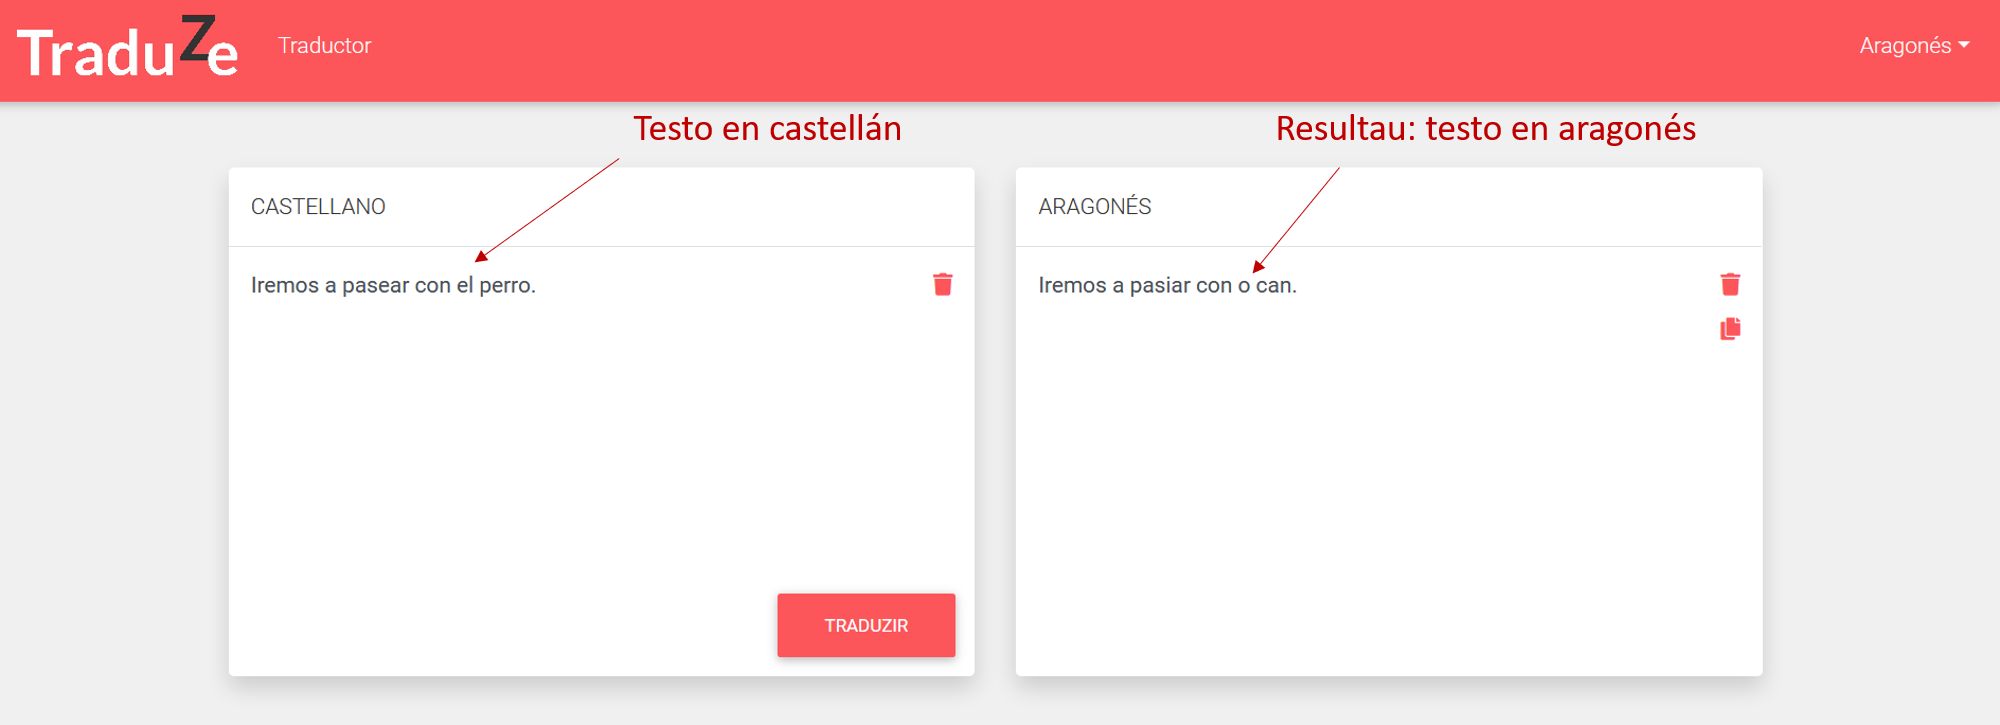 TraduZe
Traductor
Aragonés
Testo en castellán
Resultau: testo en aragonés
CASTELLANO
Iremos a pasear con el perro.
TRADUZIR
ARAGONÉS
Iremos a pasiar con o can.